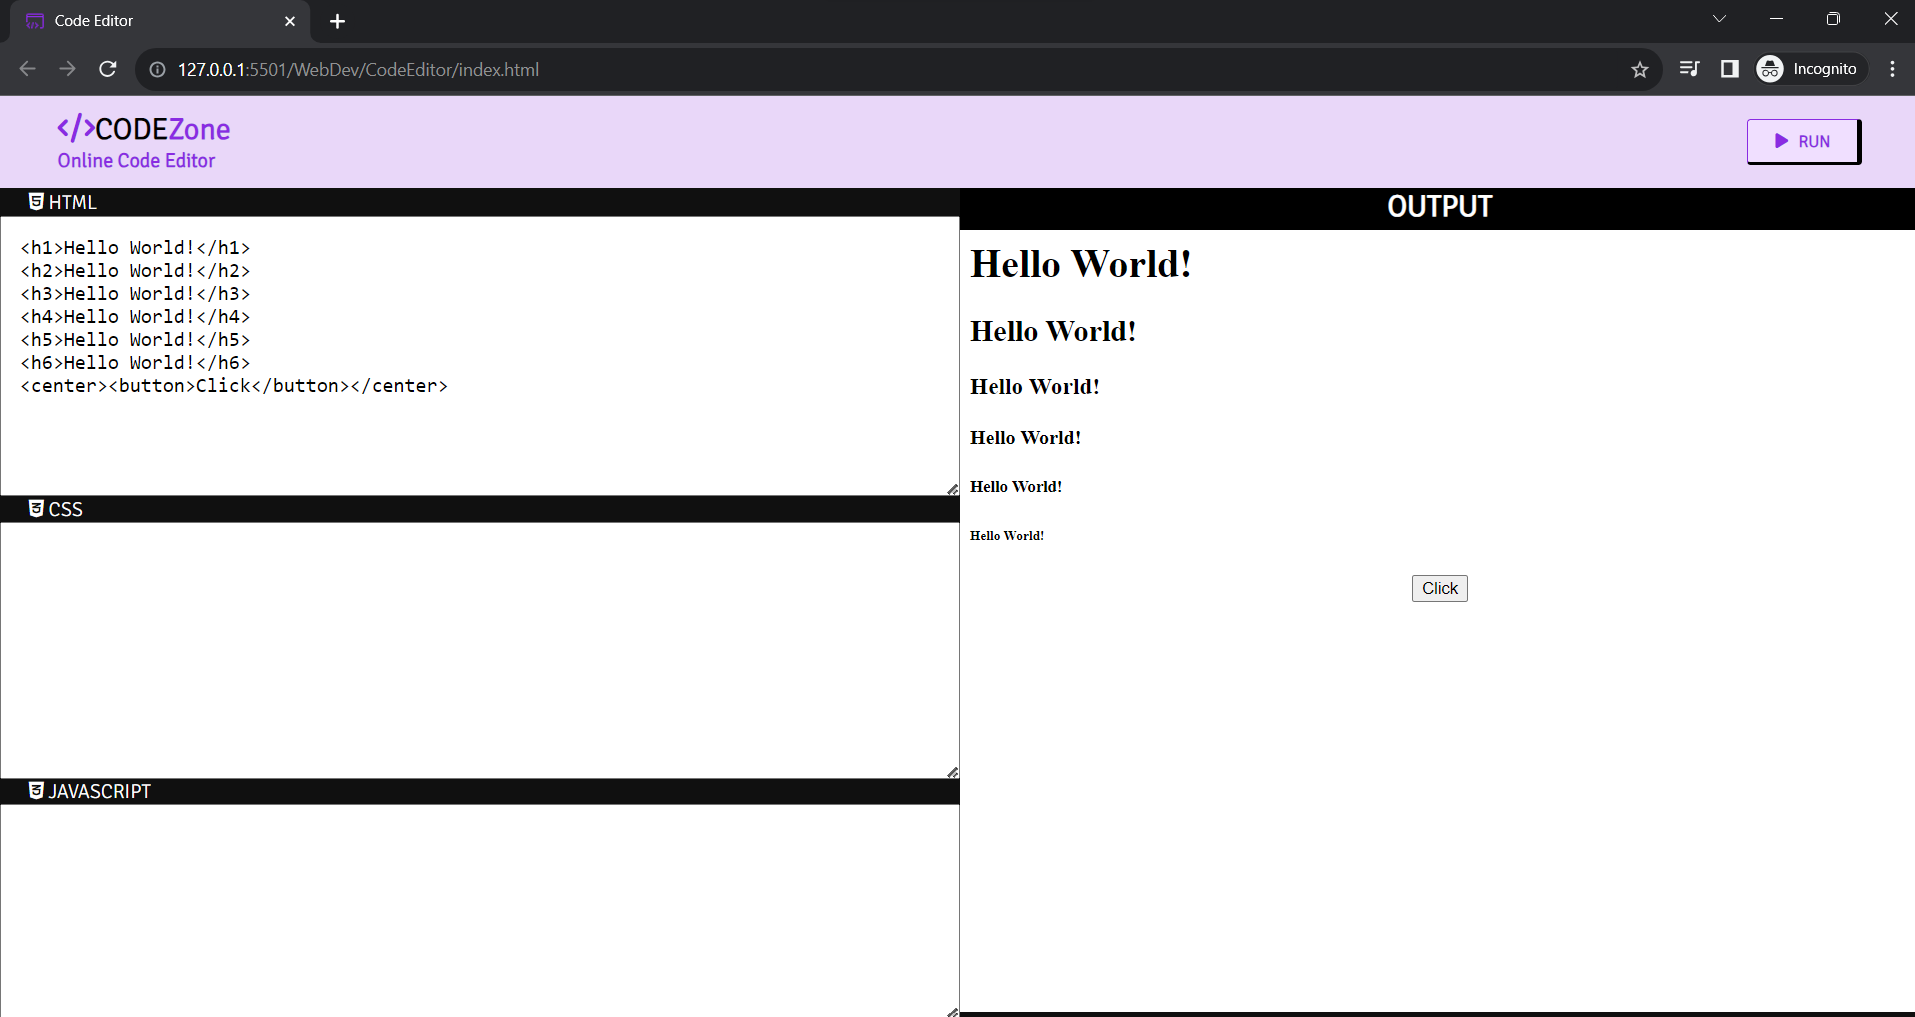 Code Editor
127.0.0.1:5501/WebDev/CodeEditor/index.html
Incognito
</>CODEZone
Online Code Editor
RUN
HTML
<h1>Hello World!</h1>
<h2>Hello World!</h2>
<h3>Hello World!</h3>
<h4>Hello World!</h4>
<h5>Hello World!</h5>
<h6>Hello World!</h6>
<center><button>Click</button></center>
CSS
JAVASCRIPT
OUTPUT
Hello World!
Hello World!
Hello World!
Hello World!
Hello World!
Hello World!
Click